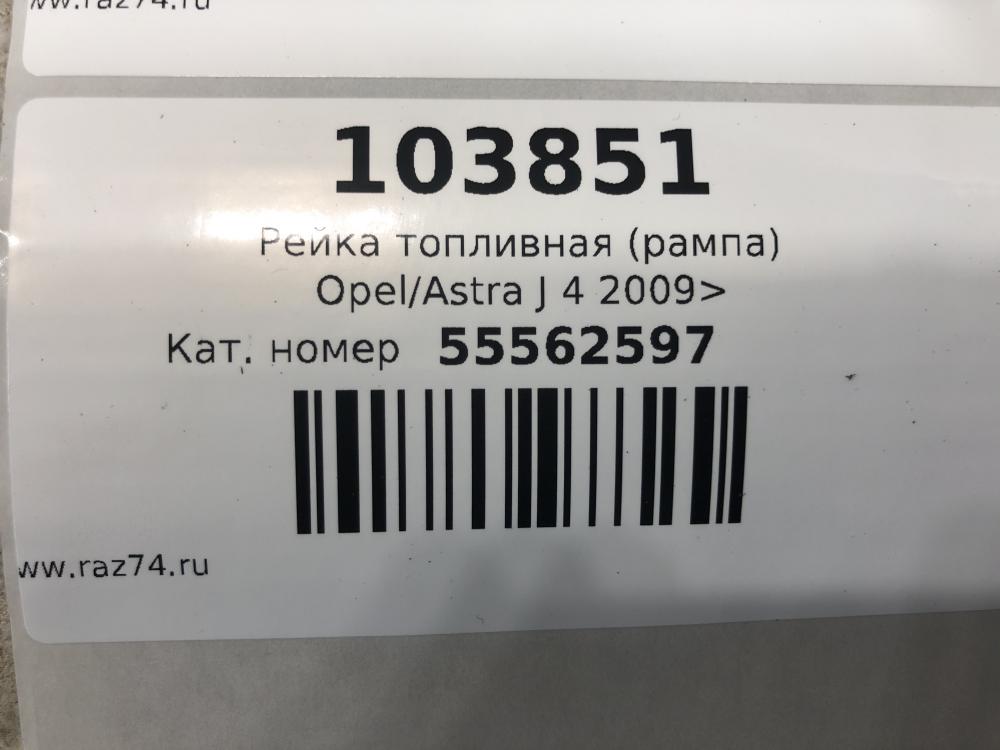 ww.raz74.ru
103851
Рейка топливная (рампа)
Opel/Astra J 4 2009>
Кат. номер 55562597
ww.raz74.ru